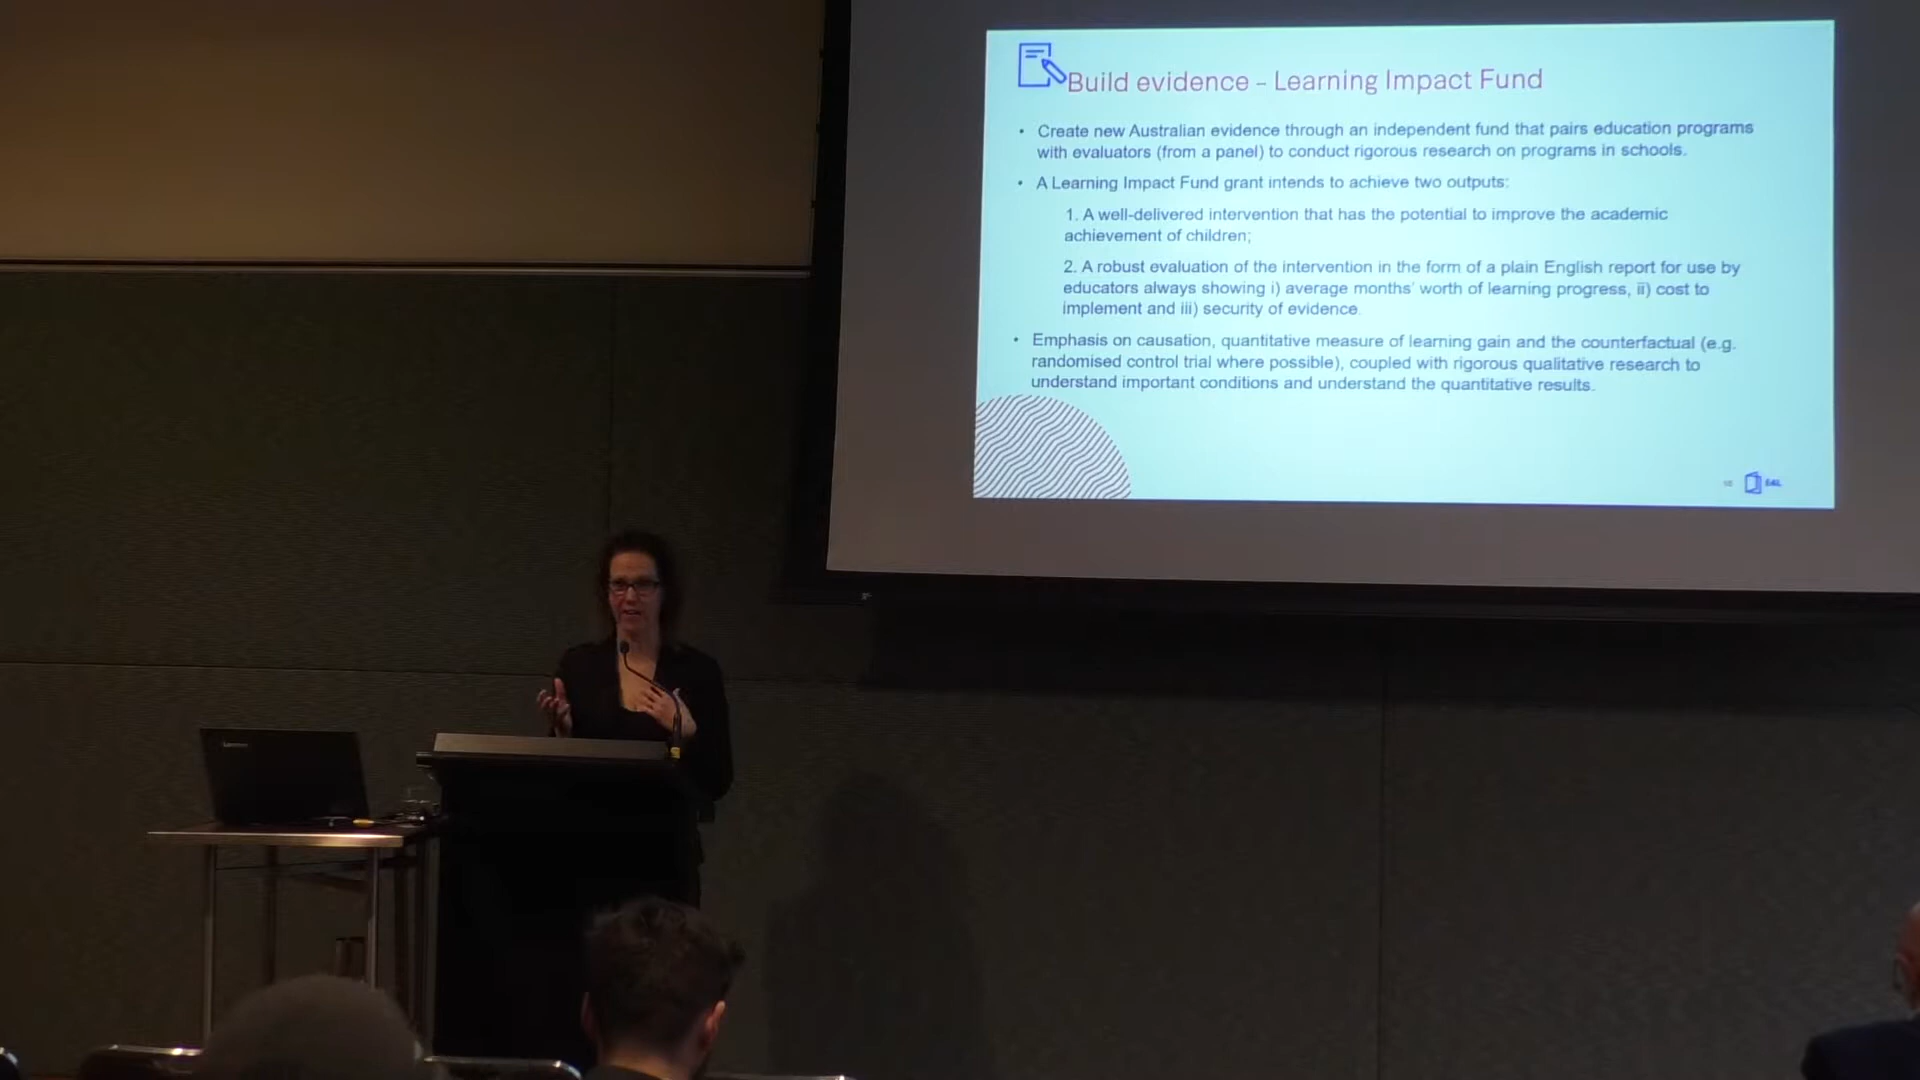 Build evidence – Learning Impact Fund
• Create new Australian evidence through an independent fund that pairs education programs
with evaluators (from a panel) to conduct rigorous research on programs in schools.
• A Learning Impact Fund grant intends to achieve two outputs:
1. A well-delivered intervention that has the potential to improve the academic
achievement of children;
2. A robust evaluation of the intervention in the form of a plain English report for use by
educators always showing i) average months' worth of learning progress, ii) cost to
implement and iii) security of evidence.
• Emphasis on causation, quantitative measure of learning gain and the counterfactual (e.g.
randomised control trial where possible), coupled with rigorous qualitative research to
understand important conditions and understand the quantitative results.